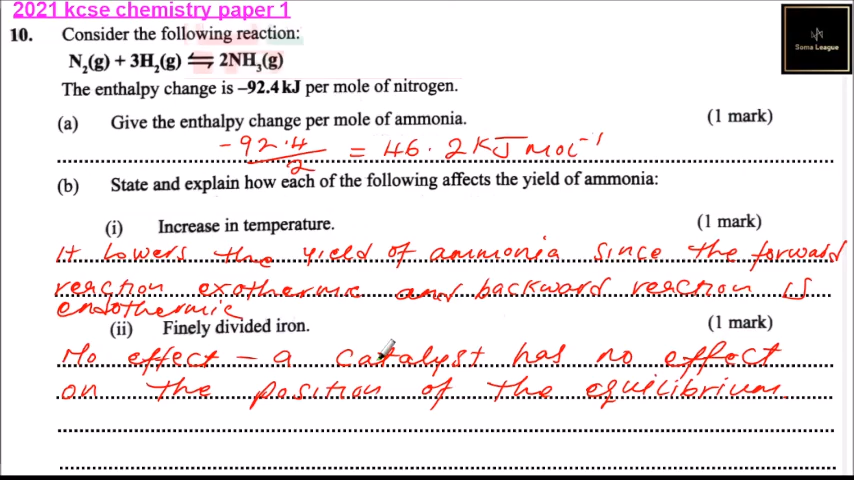 2021 kcse chemistry paper 1
Soma League
10. Consider the following reaction:
N₂(g) + 3H₂(g) ⇌ 2NH₃(g)
The enthalpy change is –92.4 kJ per mole of nitrogen.
(a) Give the enthalpy change per mole of ammonia. (1 mark)
-92.4/2 = 46.2 KJ mol⁻¹
(b) State and explain how each of the following affects the yield of ammonia:
(i) Increase in temperature. (1 mark)
It lowers the yield of ammonia since the forward
reaction exothermic and backward reaction is
endothermic
(ii) Finely divided iron. (1 mark)
No effect - a catalyst has no effect
on the position of the equilibrium.